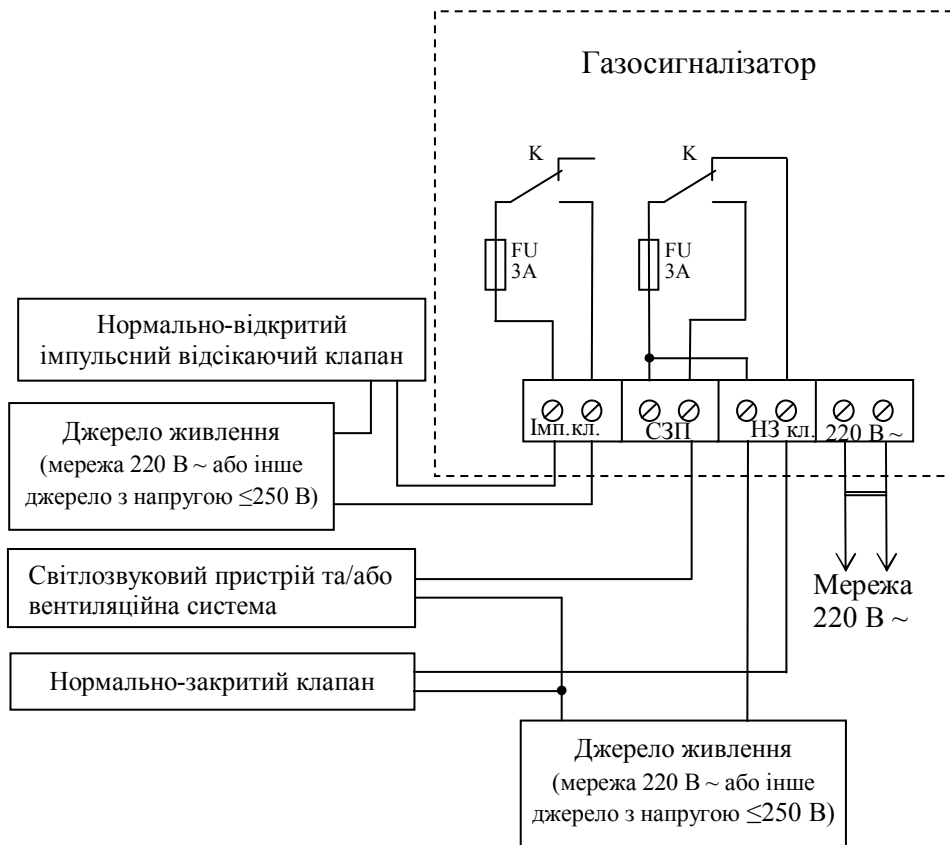 Газосигналізатор
К
К
FU
3А
FU
3А
Нормально-відкритий
імпульсний відсікаючий клапан
Імп.кл.
СЗП
НЗ кл.
220 В ~
Джерело живлення
(мережа 220 В ~ або інше
джерело з напругою ≤250 В)
Світлозвуковий пристрій та/або
вентиляційна система
Мережа
220 В ~
Нормально-закритий клапан
Джерело живлення
(мережа 220 В ~ або інше
джерело з напругою ≤250 В)